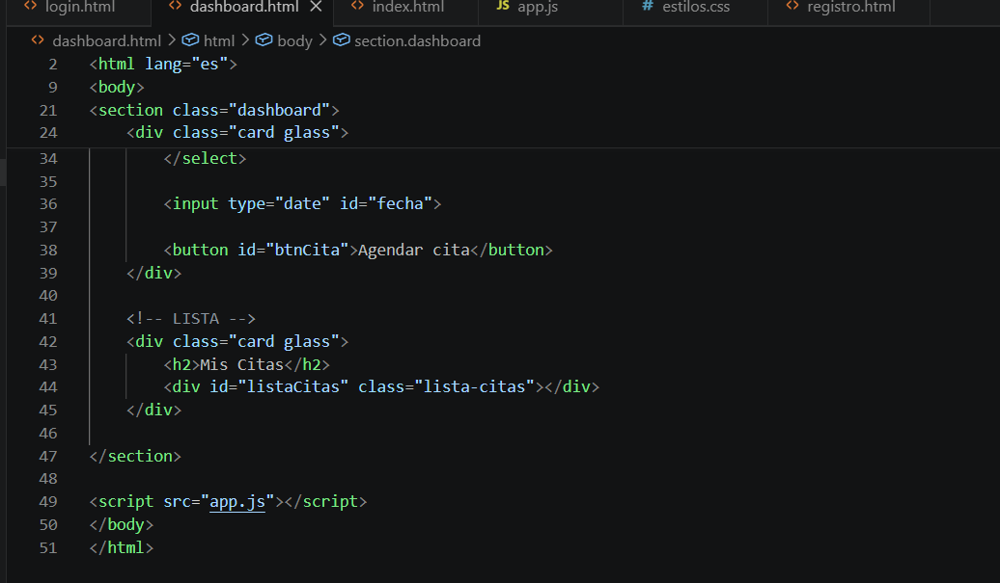 login.html dashboard.html index.html JS app.js # estilos.css registro.html
dashboard.html > html > body > section.dashboard
2 <html lang="es">
9 <body>
21 <section class="dashboard">
24 <div class="card glass">
34 </select>
35
36 <input type="date" id="fecha">
37
38 <button id="btnCita">Agendar cita</button>
39 </div>
40
41 <!-- LISTA -->
42 <div class="card glass">
43 <h2>Mis Citas</h2>
44 <div id="listaCitas" class="lista-citas"></div>
45 </div>
46
47 </section>
48
49 <script src="app.js"></script>
50 </body>
51 </html>